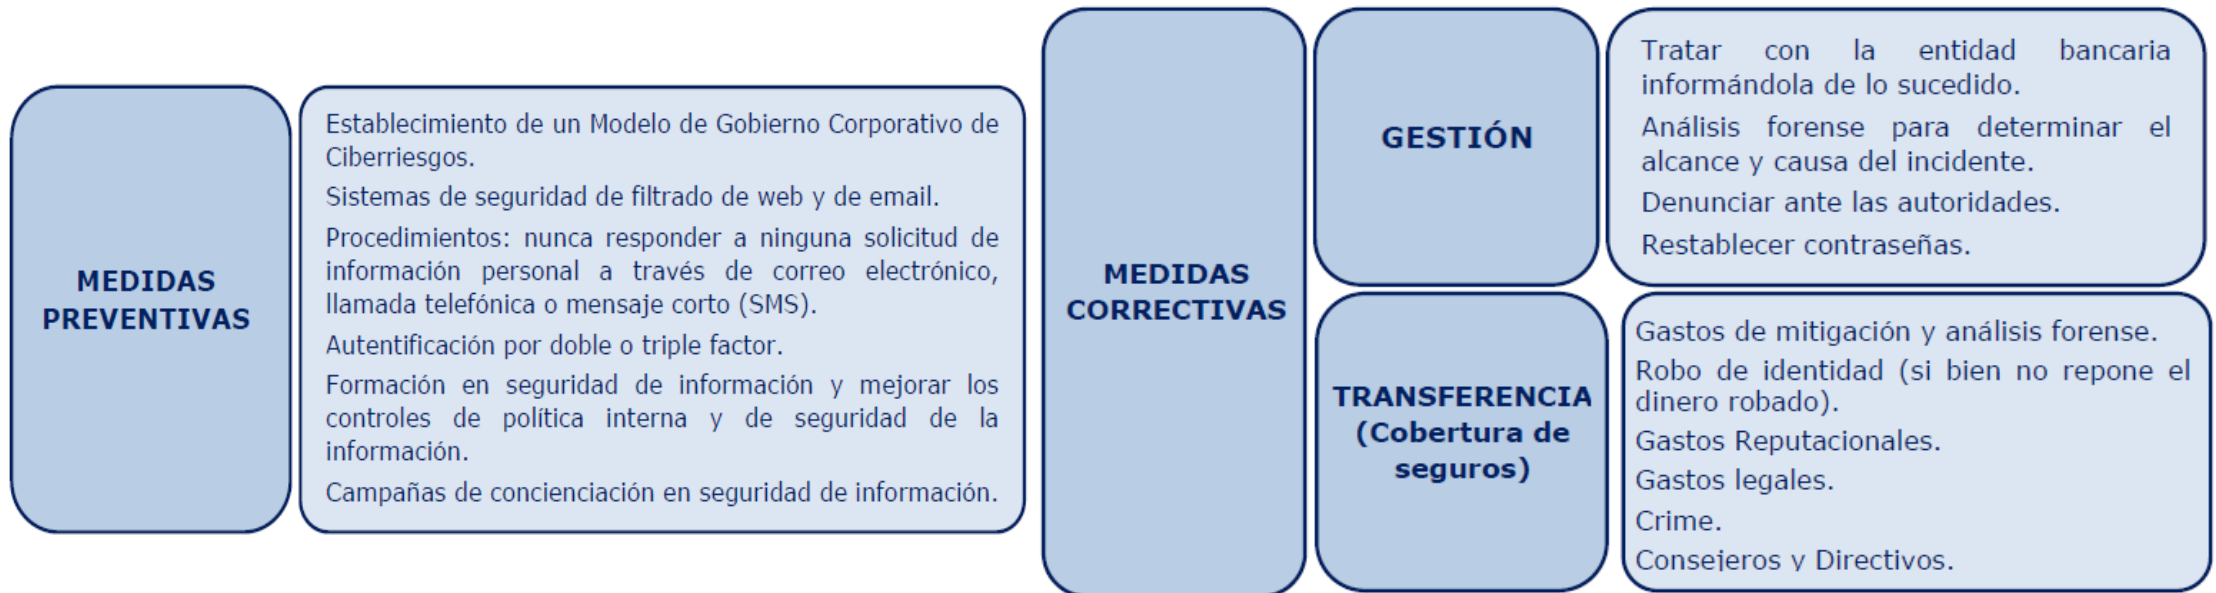 MEDIDAS
PREVENTIVAS
Establecimiento de un Modelo de Gobierno Corporativo de
Ciberriesgos.
Sistemas de seguridad de filtrado de web y de email.
Procedimientos: nunca responder a ninguna solicitud de
información personal a través de correo electrónico,
llamada telefónica o mensaje corto (SMS).
Autentificación por doble o triple factor.
Formación en seguridad de información y mejorar los
controles de política interna y de seguridad de la
información.
Campañas de concienciación en seguridad de información.
MEDIDAS
CORRECTIVAS
GESTIÓN
Tratar con la entidad bancaria
informándola de lo sucedido.
Análisis forense para determinar el
alcance y causa del incidente.
Denunciar ante las autoridades.
Restablecer contraseñas.
TRANSFERENCIA
(Cobertura de
seguros)
Gastos de mitigación y análisis forense.
Robo de identidad (si bien no repone el
dinero robado).
Gastos Reputacionales.
Gastos legales.
Crime.
Consejeros y Directivos.